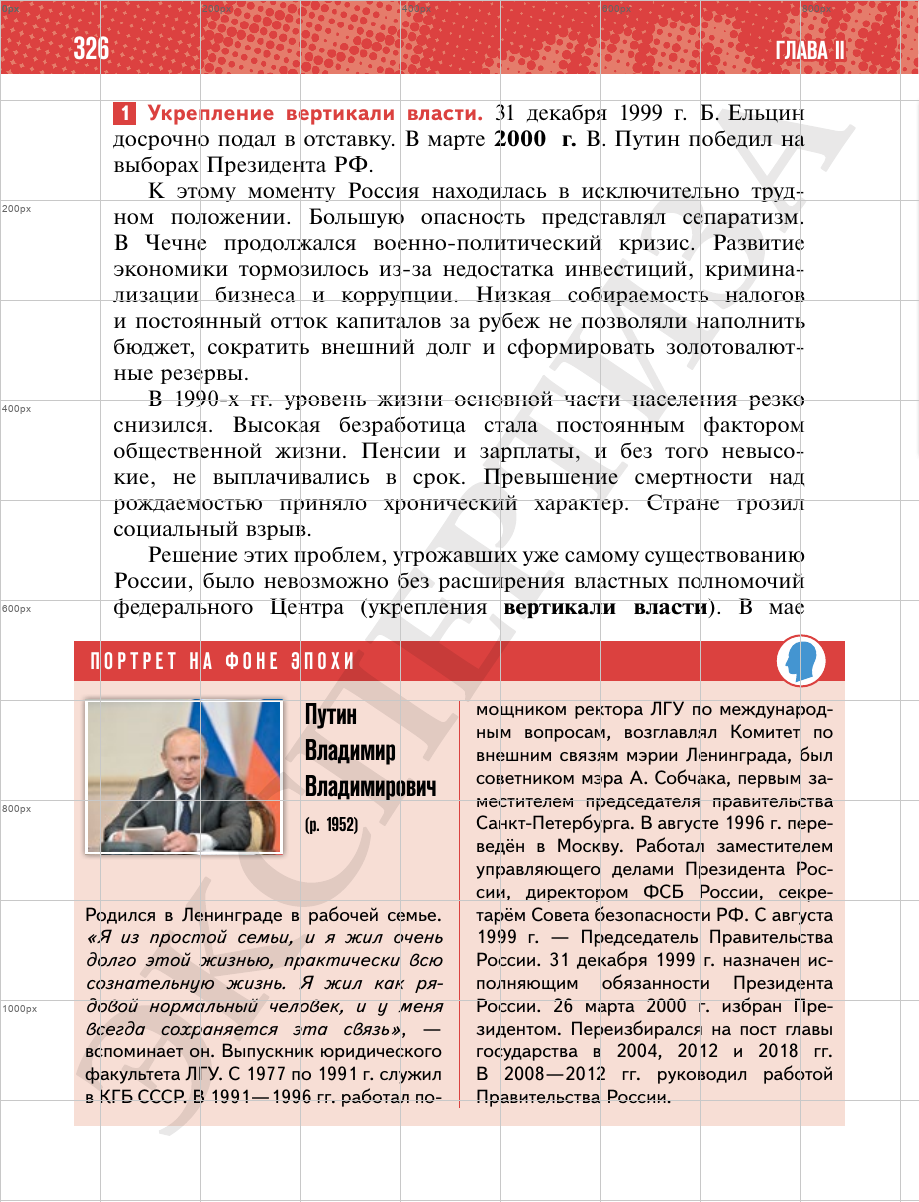 326
ГЛАВА II
1 Укрепление вертикали власти. 31 декабря 1999 г. Б. Ельцин
досрочно подал в отставку. В марте 2000 г. В. Путин победил на
выборах Президента РФ.
К этому моменту Россия находилась в исключительно труд-
ном положении. Большую опасность представлял сепаратизм.
В Чечне продолжался военно-политический кризис. Развитие
экономики тормозилось из-за недостатка инвестиций, кримина-
лизации бизнеса и коррупции. Низкая собираемость налогов
и постоянный отток капиталов за рубеж не позволяли наполнить
бюджет, сократить внешний долг и сформировать золотовалют-
ные резервы.
В 1990-х гг. уровень жизни основной части населения резко
снизился. Высокая безработица стала постоянным фактором
общественной жизни. Пенсии и зарплаты, и без того невысо-
кие, не выплачивались в срок. Превышение смертности над
рождаемостью приняло хронический характер. Стране грозил
социальный взрыв.
Решение этих проблем, угрожавших уже самому существованию
России, было невозможно без расширения властных полномочий
федерального Центра (укрепления вертикали власти). В мае
ПОРТРЕТ НА ФОНЕ ЭПОХИ
Путин
Владимир
Владимирович
(р. 1952)
Родился в Ленинграде в рабочей семье.
«Я из простой семьи, и я жил очень
долго этой жизнью, практически всю
сознательную жизнь. Я жил как ря-
довой нормальный человек, и у меня
всегда сохраняется эта связь», —
вспоминает он. Выпускник юридического
факультета ЛГУ. С 1977 по 1991 г. служил
в КГБ СССР. В 1991—1996 гг. работал по-
мощником ректора ЛГУ по международ-
ным вопросам, возглавлял Комитет по
внешним связям мэрии Ленинграда, был
советником мэра А. Собчака, первым за-
местителем председателя правительства
Санкт-Петербурга. В августе 1996 г. пере-
ведён в Москву. Работал заместителем
управляющего делами Президента Рос-
сии, директором ФСБ России, секре-
тарём Совета безопасности РФ. С августа
1999 г. — Председатель Правительства
России. 31 декабря 1999 г. назначен ис-
полняющим обязанности Президента
России. 26 марта 2000 г. избран Пре-
зидентом. Переизбирался на пост главы
государства в 2004, 2012 и 2018 гг.
В 2008—2012 гг. руководил работой
Правительства России.
ЭКСПЕРТИЗА
200px
400px
600px
800px
1000px